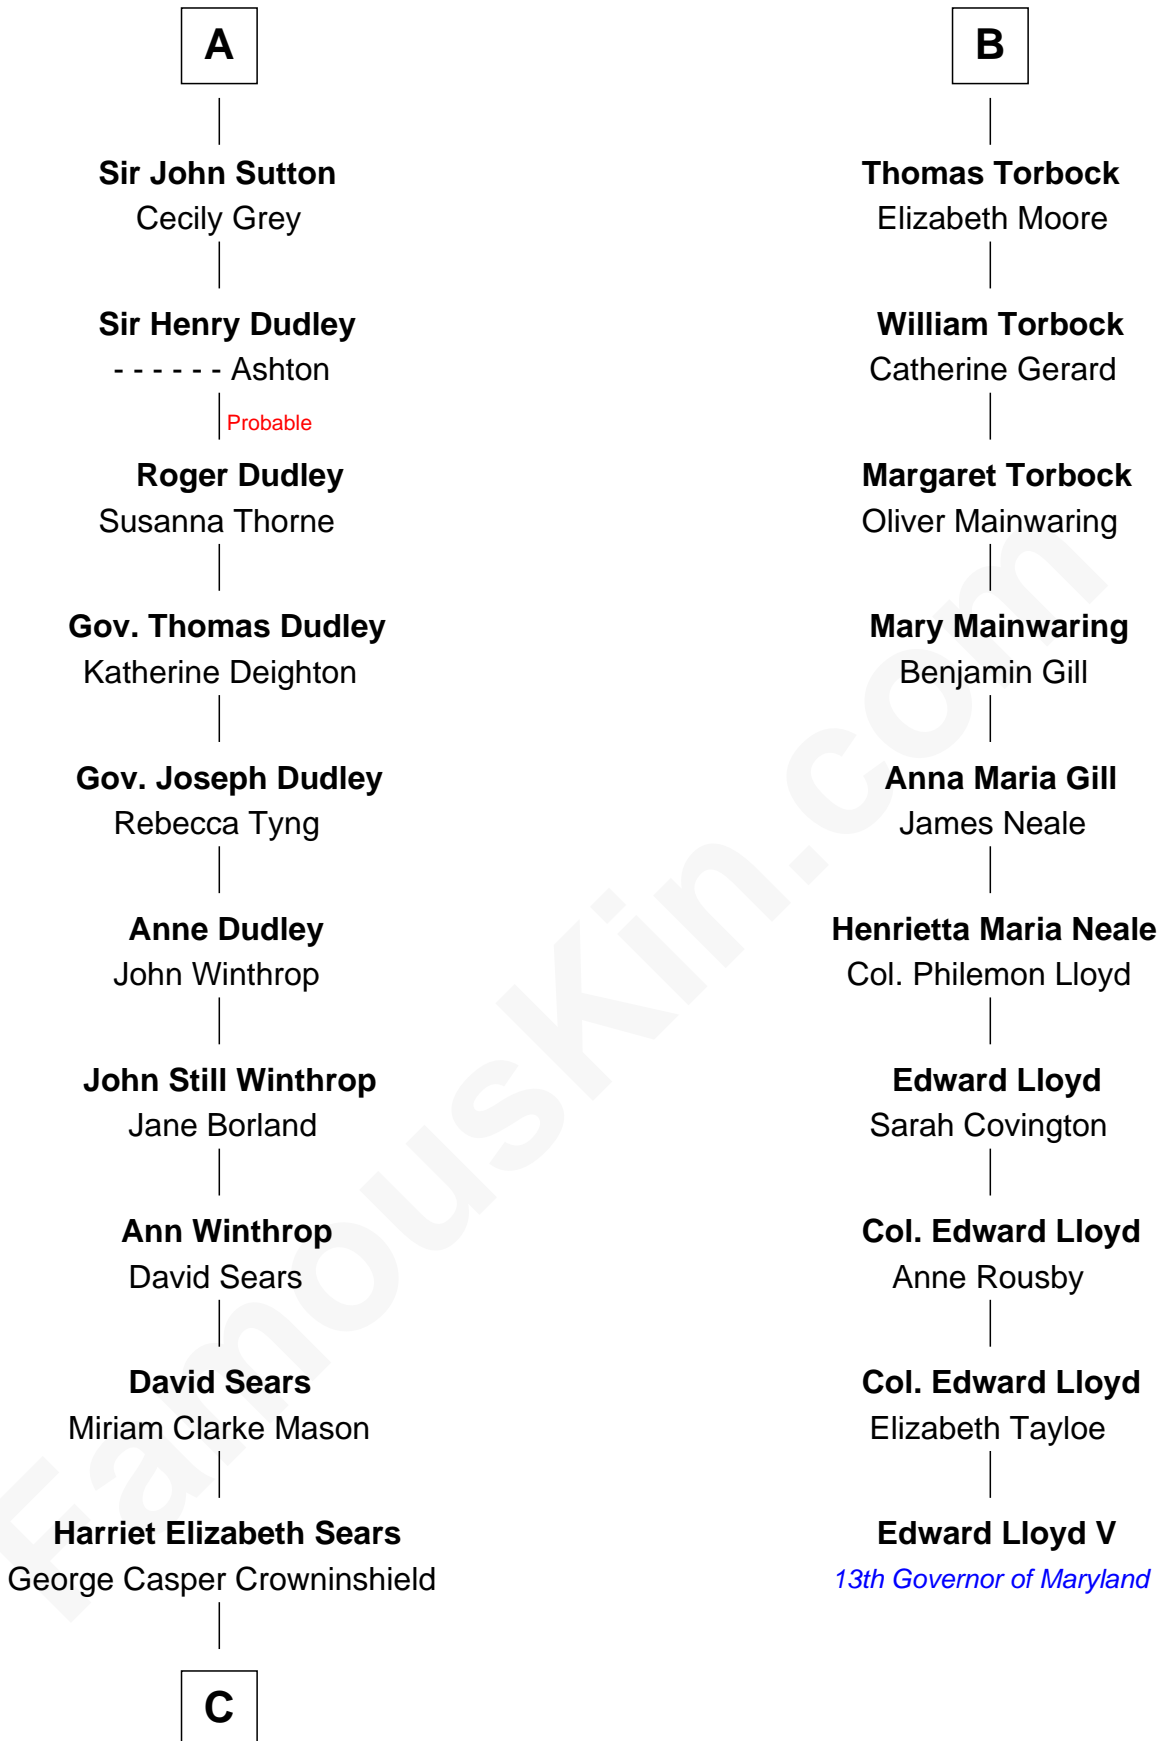 A
Sir John Sutton
Cecily Grey
Sir Henry Dudley
- - - - - - Ashton
Probable
Roger Dudley
Susanna Thorne
Gov. Thomas Dudley
Katherine Deighton
Gov. Joseph Dudley
Rebecca Tyng
Anne Dudley
John Winthrop
John Still Winthrop
Jane Borland
Ann Winthrop
David Sears
David Sears
Miriam Clarke Mason
Harriet Elizabeth Sears
George Casper Crowninshield
C
B
Thomas Torbock
Elizabeth Moore
William Torbock
Catherine Gerard
Margaret Torbock
Oliver Mainwaring
Mary Mainwaring
Benjamin Gill
Anna Maria Gill
James Neale
Henrietta Maria Neale
Col. Philemon Lloyd
Edward Lloyd
Sarah Covington
Col. Edward Lloyd
Anne Rousby
Col. Edward Lloyd
Elizabeth Tayloe
Edward Lloyd V
13th Governor of Maryland
FamousKin.com